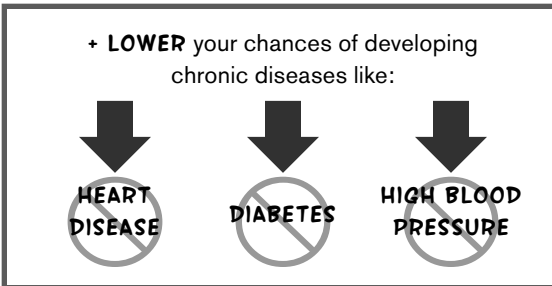 + LOWER your chances of developing
chronic diseases like:
HEART
DISEASE
DIABETES
HIGH BLOOD
PRESSURE